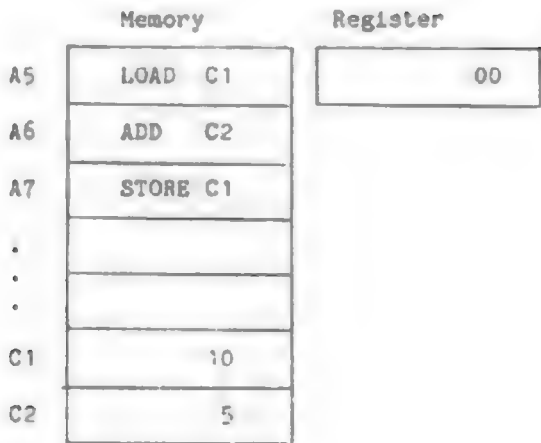 Memory Register
A5 LOAD C1 00
A6 ADD C2
A7 STORE C1
.
.
.
C1 10
C2 5